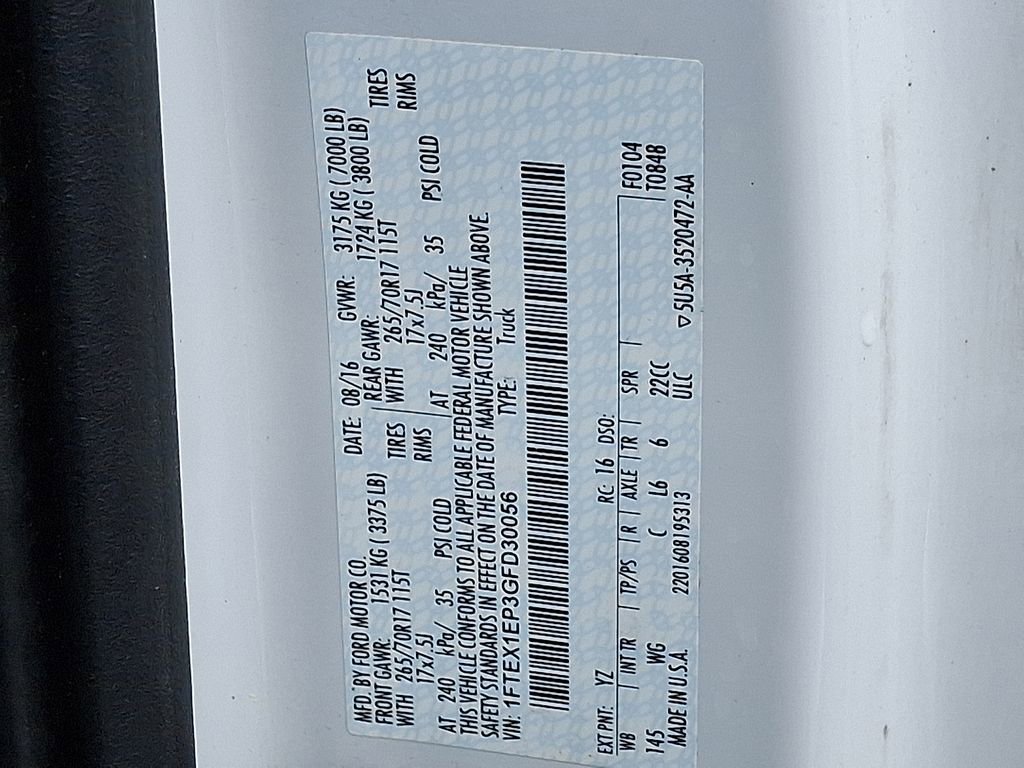 MFD. BY FORD MOTOR CO. DATE: 08/16 GVWR: 3175 KG ( 7000 LB)
FRONT GAWR: 1531 KG ( 3375 LB) REAR GAWR: 1724 KG ( 3800 LB)
WITH 265/70R17 115T TIRES WITH 265/70R17 115T TIRES
17x7.5J RIMS 17x7.5J RIMS
AT 240 kPa/ 35 PSI COLD AT 240 kPa/ 35 PSI COLD
THIS VEHICLE CONFORMS TO ALL APPLICABLE FEDERAL MOTOR VEHICLE
SAFETY STANDARDS IN EFFECT ON THE DATE OF MANUFACTURE SHOWN ABOVE.
VIN: 1FTEX1EP3GFD30056 TYPE: Truck
EXT PNT: YZ RC: 16 DSO:
WB | INT TR | TP/PS | R | AXLE | TR | SPR | F0104
145 WG C L6 6 22CC T0848
MADE IN U.S.A. 2201608195313 ULC ▽5U5A-3520472-AA